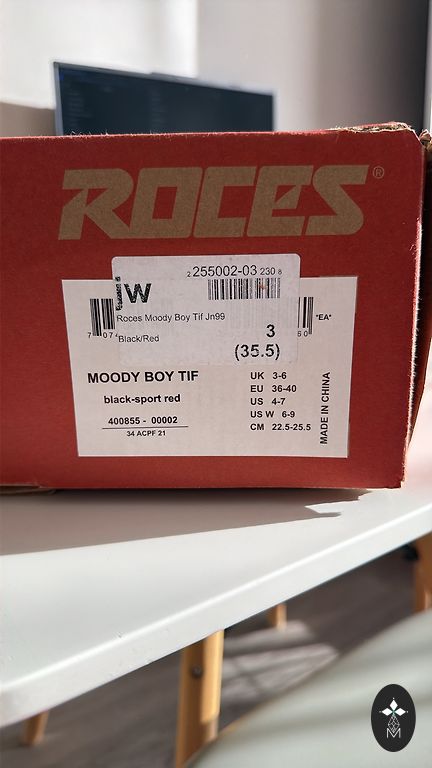 ROCES®
2 255002-03 230 8
jw
Roces Moody Boy Tif Jn99
Black/Red
3
(35.5)
"EA"
MOODY BOY TIF
black-sport red
400855 - 00002
34 ACPF 21
UK 3-6
EU 36-40
US 4-7
US W 6-9
CM 22.5-25.5
MADE IN CHINA